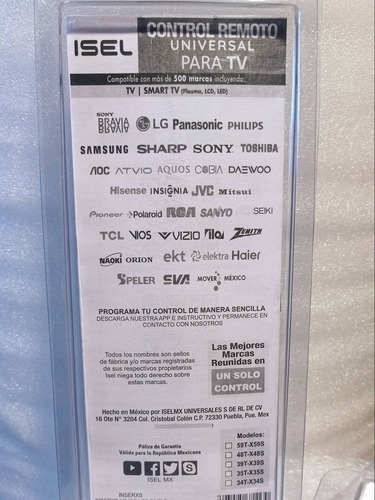 ISEL
CONTROL REMOTO
UNIVERSAL
PARA TV
Compatible con más de 500 marcas incluyendo:
TV | SMART TV (Plasma, LCD, LED)
SONY
BRAVIA
LG Panasonic PHILIPS
SAMSUNG SHARP SONY TOSHIBA
AOC ATVIO AQUOS COBIA DAEWOO
Hisense INSIGNIA JVC Mitsui
Pioneer Polaroid RCA SANYO SEIKI
TCL VIOS VIZIO ZENITH
NAOKI ORION ekt elektra Haier
SPELER SVA MOVER MÉXICO
PROGRAMA TU CONTROL DE MANERA SENCILLA
DESCARGA NUESTRA APP E INSTRUCTIVO Y PERMANECE EN
CONTACTO CON NOSOTROS
Todos los nombres son sellos
de fábrica y/o marcas registradas
de sus respectivos propietarios
Isel niega todo derecho sobre
estas marcas.
Las Mejores
Marcas
Reunidas en
UN SOLO
CONTROL
Hecho en México por ISELMX UNIVERSALES S DE RL DE CV
16 Ote N° 3204 Col. Cristobal Colón C.P. 72330 Puebla, Pue. Mex
Póliza de Garantía
Válida para la República Mexicana
YouTube
ISEL MX
Modelos:
59T-X59S
48T-X48S
39T-X39S
35T-X35S
34T-X34S
INSERXS